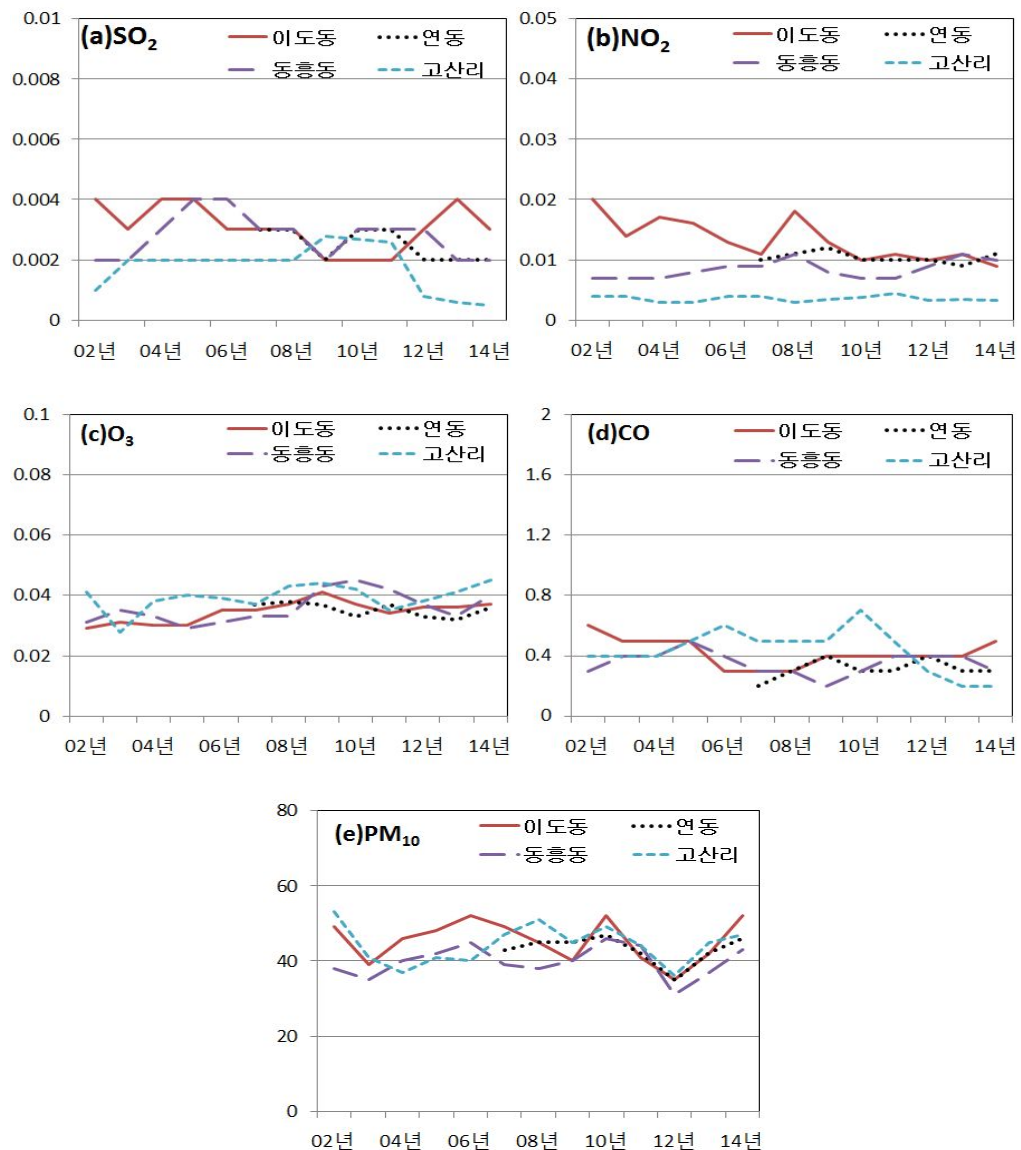 (a)SO₂ 이도동 연동
동흥동 고산리
0.01
0.008
0.006
0.004
0.002
0
02년 04년 06년 08년 10년 12년 14년
(b)NO₂ 이도동 연동
동흥동 고산리
0.05
0.04
0.03
0.02
0.01
0
02년 04년 06년 08년 10년 12년 14년
(c)O₃ 이도동 연동
동흥동 고산리
0.1
0.08
0.06
0.04
0.02
0
02년 04년 06년 08년 10년 12년 14년
(d)CO 이도동 연동
동흥동 고산리
2
1.6
1.2
0.8
0.4
0
02년 04년 06년 08년 10년 12년 14년
(e)PM₁₀ 이도동 연동
동흥동 고산리
80
60
40
20
0
02년 04년 06년 08년 10년 12년 14년